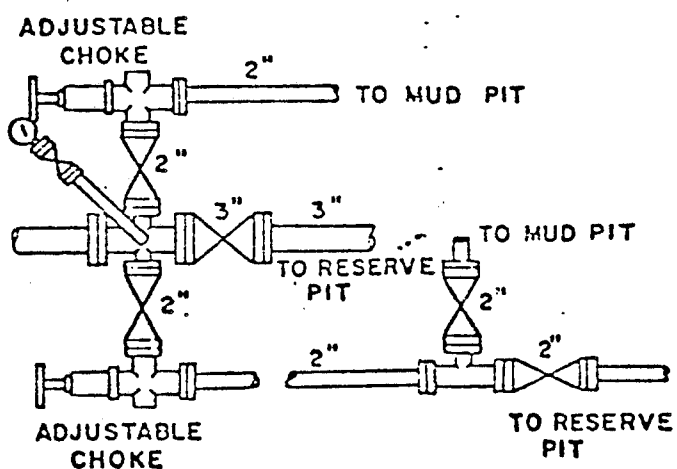 ADJUSTABLE
CHOKE
2"
TO MUD PIT
2"
3"
3"
TO MUD PIT
TO RESERVE
PIT
2"
2"
2"
2"
ADJUSTABLE
CHOKE
TO RESERVE
PIT